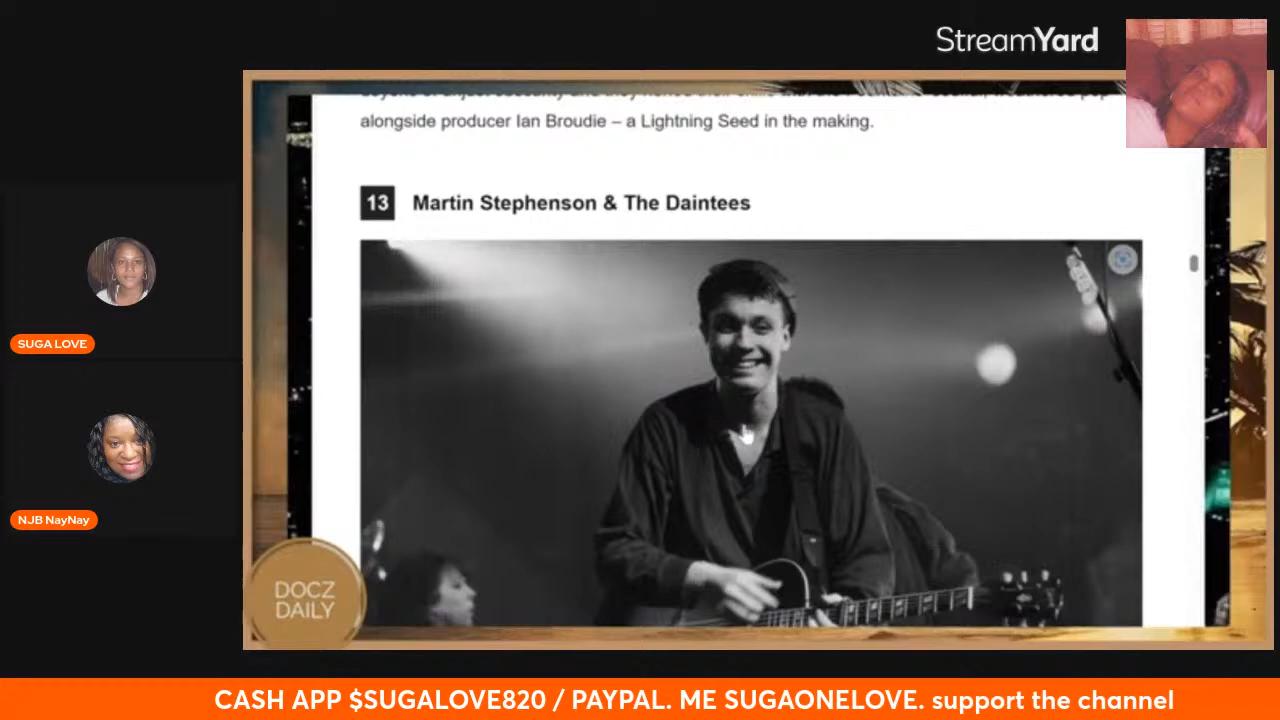 StreamYard
alongside producer Ian Broudie – a Lightning Seed in the making.
13 Martin Stephenson & The Daintees
SUGA LOVE
NJB NayNay
DOCZ
DAILY
CASH APP $SUGALOVE820 / PAYPAL. ME SUGAONELOVE. support the channel